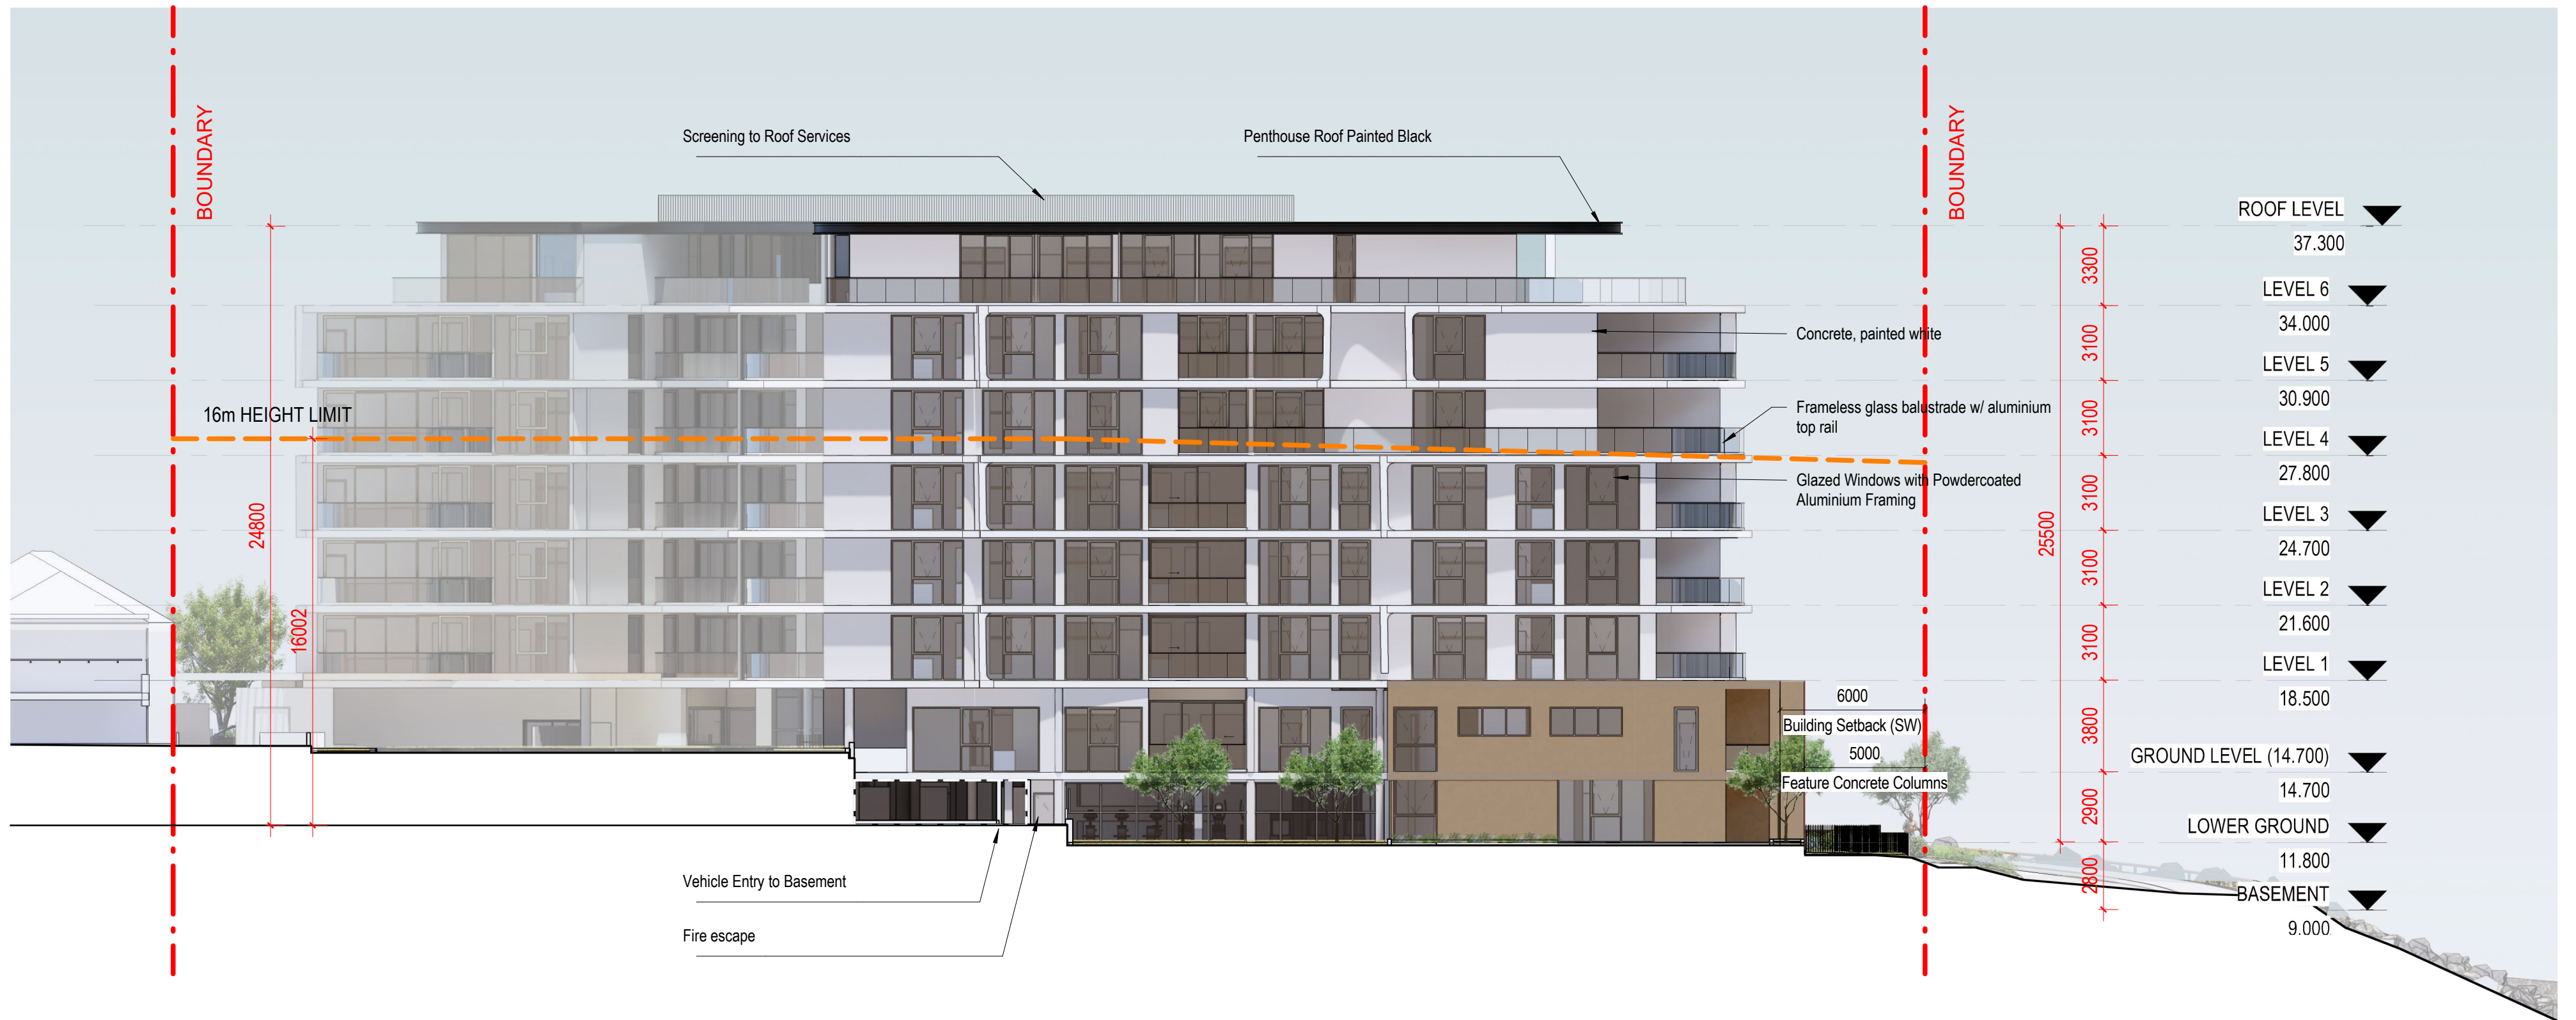 BOUNDARY
BOUNDARY
Screening to Roof Services
Penthouse Roof Painted Black
ROOF LEVEL
37.300
3300
LEVEL 6
34.000
3100
Concrete, painted white
LEVEL 5
30.900
3100
16m HEIGHT LIMIT
Frameless glass balustrade w/ aluminium
top rail
LEVEL 4
27.800
3100
Glazed Windows with Powdercoated
Aluminium Framing
24800
25500
LEVEL 3
24.700
3100
LEVEL 2
21.600
3100
16002
LEVEL 1
18.500
6000
Building Setback (SW)
3800
5000
Feature Concrete Columns
GROUND LEVEL (14.700)
14.700
2900
LOWER GROUND
11.800
2800
Vehicle Entry to Basement
BASEMENT
9.000
Fire escape